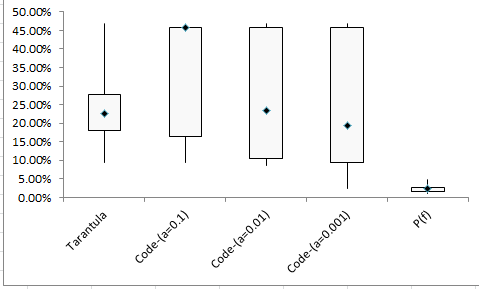 50.00%
45.00%
40.00%
35.00%
30.00%
25.00%
20.00%
15.00%
10.00%
5.00%
0.00%
Tarantula
Code-(a=0.1)
Code-(a=0.01)
Code-(a=0.001)
P(f)